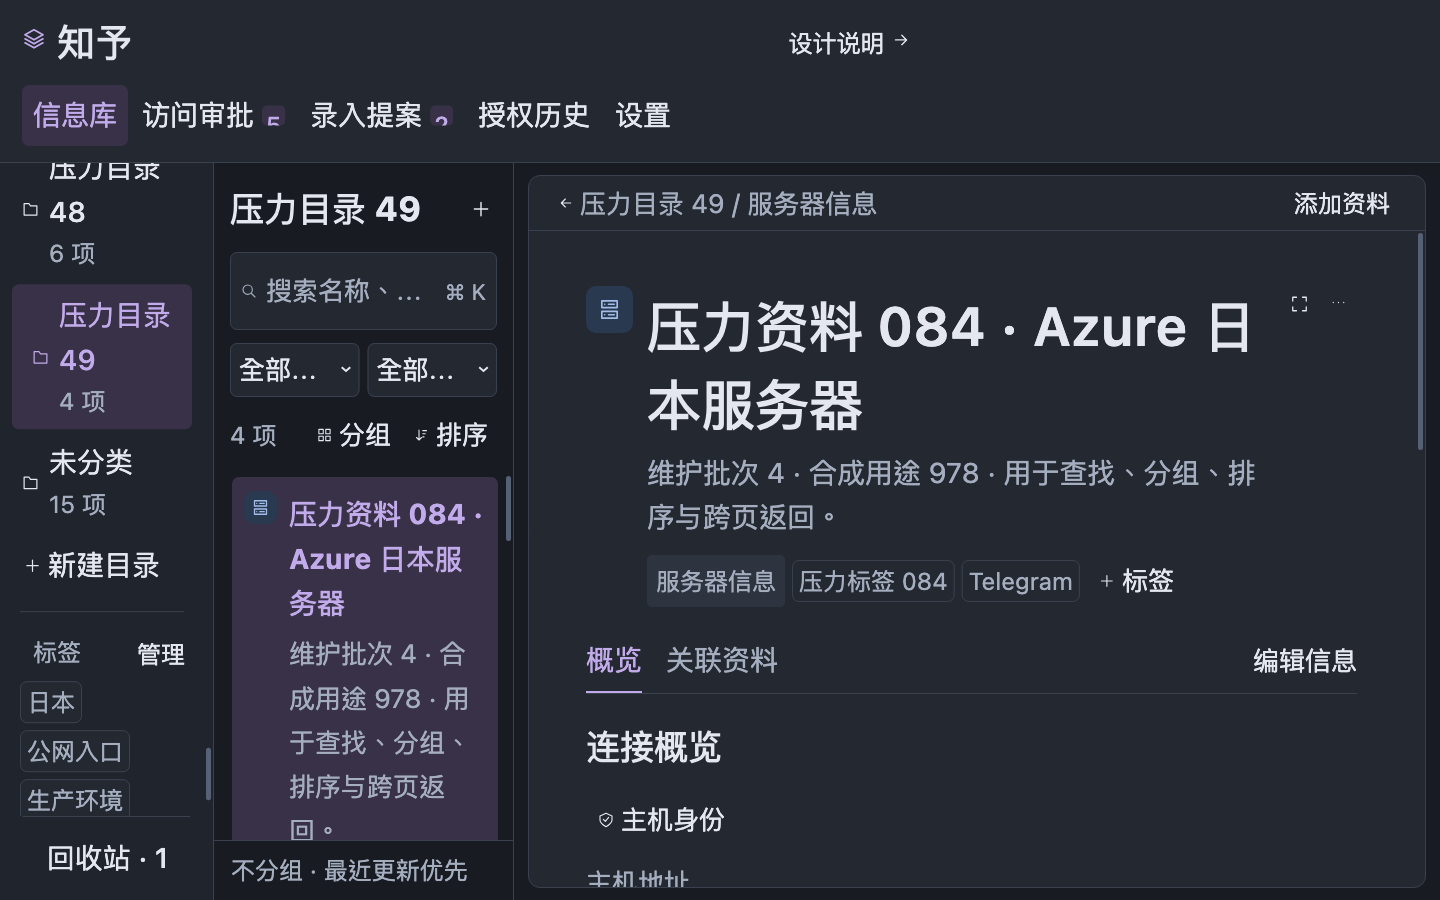 知予
设计说明 →
信息库 访问审批 5 录入提案 2 授权历史 设置
压力目录
48
6 项
压力目录
49
4 项
未分类
15 项
+ 新建目录
标签 管理
日本
公网入口
生产环境
回收站 · 1
压力目录 49 +
搜索名称、... ⌘ K
全部... 全部...
4 项 分组 排序
压力资料 084 ·
Azure 日本服
务器
维护批次 4 · 合
成用途 978 · 用
于查找、分组、
排序与跨页返
回。
不分组 · 最近更新优先
← 压力目录 49 / 服务器信息 添加资料
压力资料 084 · Azure 日
本服务器
...
维护批次 4 · 合成用途 978 · 用于查找、分组、排
序与跨页返回。
服务器信息 压力标签 084 Telegram + 标签
概览 关联资料 编辑信息
连接概览
主机身份
主机地址